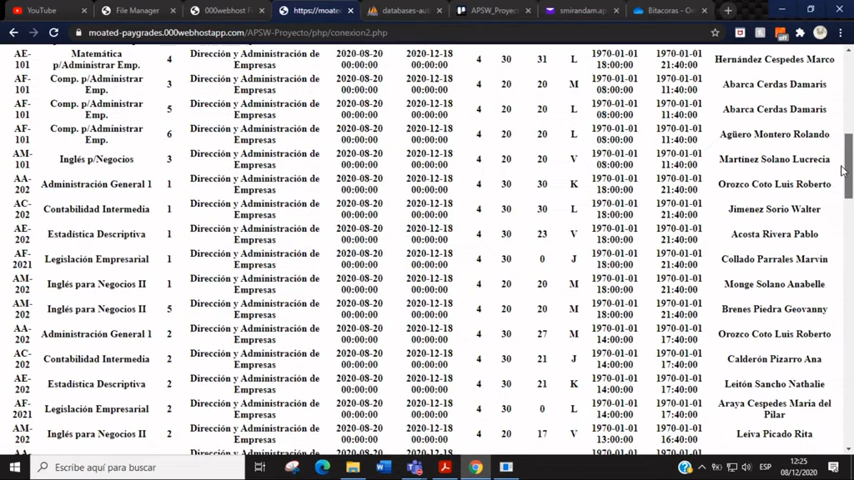 YouTube File Manager 000webhost F https://moate databases-aut APSW_Proyect smirandam.ap Bitacoras - On
moated-paygrades.000webhostapp.com/APSW-Proyecto/php/conexion2.php
AE-101 Matemática p/Administrar Emp. 4 Dirección y Administración de Empresas 2020-08-20 00:00:00 2020-12-18 00:00:00 4 30 31 L 1970-01-01 18:00:00 1970-01-01 21:40:00 Hernández Cespedes Marco
AF-101 Comp. p/Administrar Emp. 3 Dirección y Administración de Empresas 2020-08-20 00:00:00 2020-12-18 00:00:00 4 20 20 M 1970-01-01 08:00:00 1970-01-01 11:40:00 Abarca Cerdas Damaris
AF-101 Comp. p/Administrar Emp. 5 Dirección y Administración de Empresas 2020-08-20 00:00:00 2020-12-18 00:00:00 4 20 20 L 1970-01-01 08:00:00 1970-01-01 11:40:00 Abarca Cerdas Damaris
AF-101 Comp. p/Administrar Emp. 6 Dirección y Administración de Empresas 2020-08-20 00:00:00 2020-12-18 00:00:00 4 20 20 L 1970-01-01 08:00:00 1970-01-01 11:40:00 Agüero Montero Rolando
AM-101 Inglés p/Negocios 3 Dirección y Administración de Empresas 2020-08-20 00:00:00 2020-12-18 00:00:00 4 20 20 V 1970-01-01 08:00:00 1970-01-01 11:40:00 Martínez Solano Lucrecia
AA-202 Administración General 1 1 Dirección y Administración de Empresas 2020-08-20 00:00:00 2020-12-18 00:00:00 4 30 30 K 1970-01-01 18:00:00 1970-01-01 21:40:00 Orozco Coto Luis Roberto
AC-202 Contabilidad Intermedia 1 Dirección y Administración de Empresas 2020-08-20 00:00:00 2020-12-18 00:00:00 4 30 30 L 1970-01-01 18:00:00 1970-01-01 21:40:00 Jimenez Sorio Walter
AE-202 Estadística Descriptiva 1 Dirección y Administración de Empresas 2020-08-20 00:00:00 2020-12-18 00:00:00 4 30 23 V 1970-01-01 18:00:00 1970-01-01 21:40:00 Acosta Rivera Pablo
AF-2021 Legislación Empresarial 1 Dirección y Administración de Empresas 2020-08-20 00:00:00 2020-12-18 00:00:00 4 30 0 J 1970-01-01 18:00:00 1970-01-01 21:40:00 Collado Parrales Marvin
AM-202 Inglés para Negocios II 1 Dirección y Administración de Empresas 2020-08-20 00:00:00 2020-12-18 00:00:00 4 20 20 M 1970-01-01 18:00:00 1970-01-01 21:40:00 Monge Solano Anabelle
AM-202 Inglés para Negocios II 5 Dirección y Administración de Empresas 2020-08-20 00:00:00 2020-12-18 00:00:00 4 20 20 M 1970-01-01 18:00:00 1970-01-01 21:40:00 Brenes Piedra Geovanny
AA-202 Administración General 1 2 Dirección y Administración de Empresas 2020-08-20 00:00:00 2020-12-18 00:00:00 4 30 27 M 1970-01-01 14:00:00 1970-01-01 17:40:00 Orozco Coto Luis Roberto
AC-202 Contabilidad Intermedia 2 Dirección y Administración de Empresas 2020-08-20 00:00:00 2020-12-18 00:00:00 4 30 21 J 1970-01-01 14:00:00 1970-01-01 17:40:00 Calderón Pizarro Ana
AE-202 Estadística Descriptiva 2 Dirección y Administración de Empresas 2020-08-20 00:00:00 2020-12-18 00:00:00 4 30 21 K 1970-01-01 14:00:00 1970-01-01 17:40:00 Leitón Sancho Nathalie
AF-2021 Legislación Empresarial 2 Dirección y Administración de Empresas 2020-08-20 00:00:00 2020-12-18 00:00:00 4 30 0 L 1970-01-01 14:00:00 1970-01-01 17:40:00 Araya Cespedes Maria del Pilar
AM-202 Inglés para Negocios II 2 Dirección y Administración de Empresas 2020-08-20 00:00:00 2020-12-18 00:00:00 4 20 17 V 1970-01-01 13:00:00 1970-01-01 16:40:00 Leiva Picado Rita
Dirección y Administración de 2020-08-20 2020-12-18 1970-01-01 1970-01-01
Escribe aquí para buscar ESP 12:25
08/12/2020